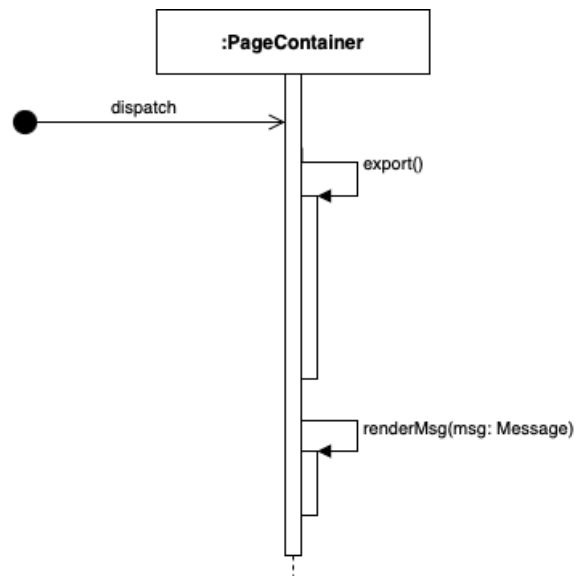 :PageContainer
dispatch
export()
renderMsg(msg: Message)